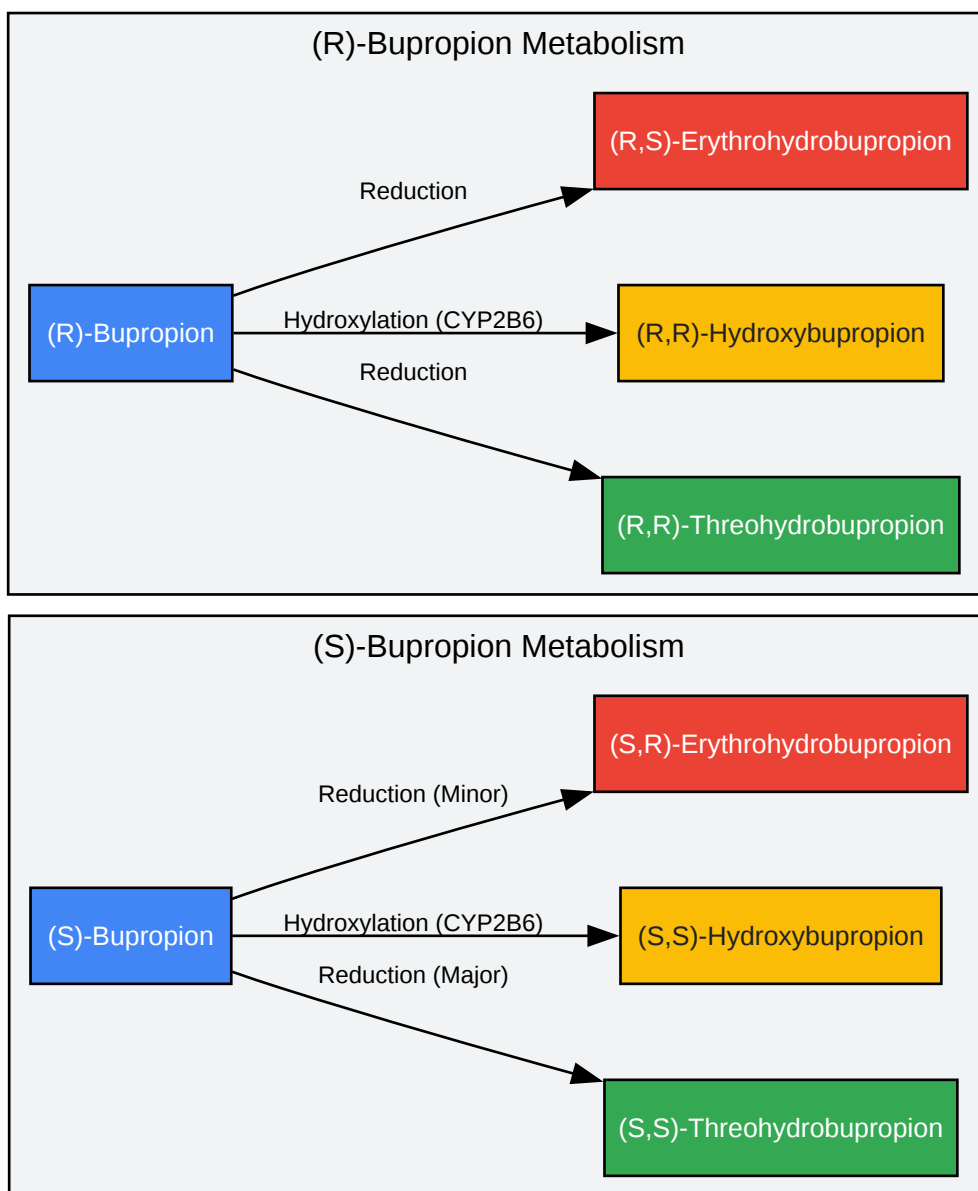 (R)-Bupropion Metabolism
(R,S)-Erythrohydrobupropion
Reduction
(R)-Bupropion
Hydroxylation (CYP2B6)
(R,R)-Hydroxybupropion
Reduction
(R,R)-Threohydrobupropion
(S)-Bupropion Metabolism
(S,R)-Erythrohydrobupropion
Reduction (Minor)
(S)-Bupropion
Hydroxylation (CYP2B6)
(S,S)-Hydroxybupropion
Reduction (Major)
(S,S)-Threohydrobupropion